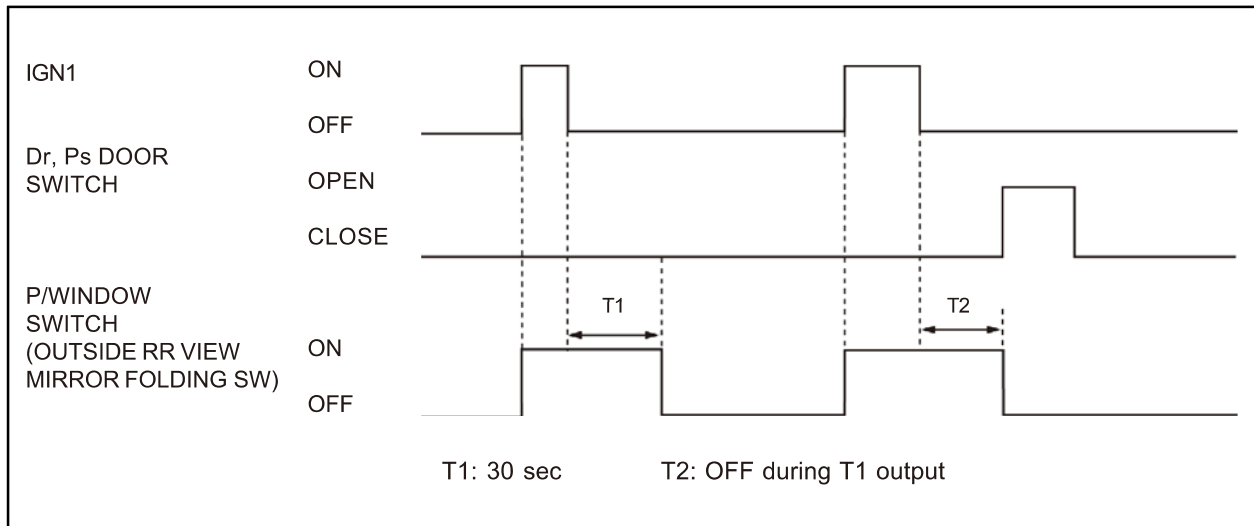 IGN1
ON
OFF
Dr, Ps DOOR
SWITCH
OPEN
CLOSE
P/WINDOW
SWITCH
(OUTSIDE RR VIEW
MIRROR FOLDING SW)
ON
OFF
T1
T2
T1: 30 sec
T2: OFF during T1 output